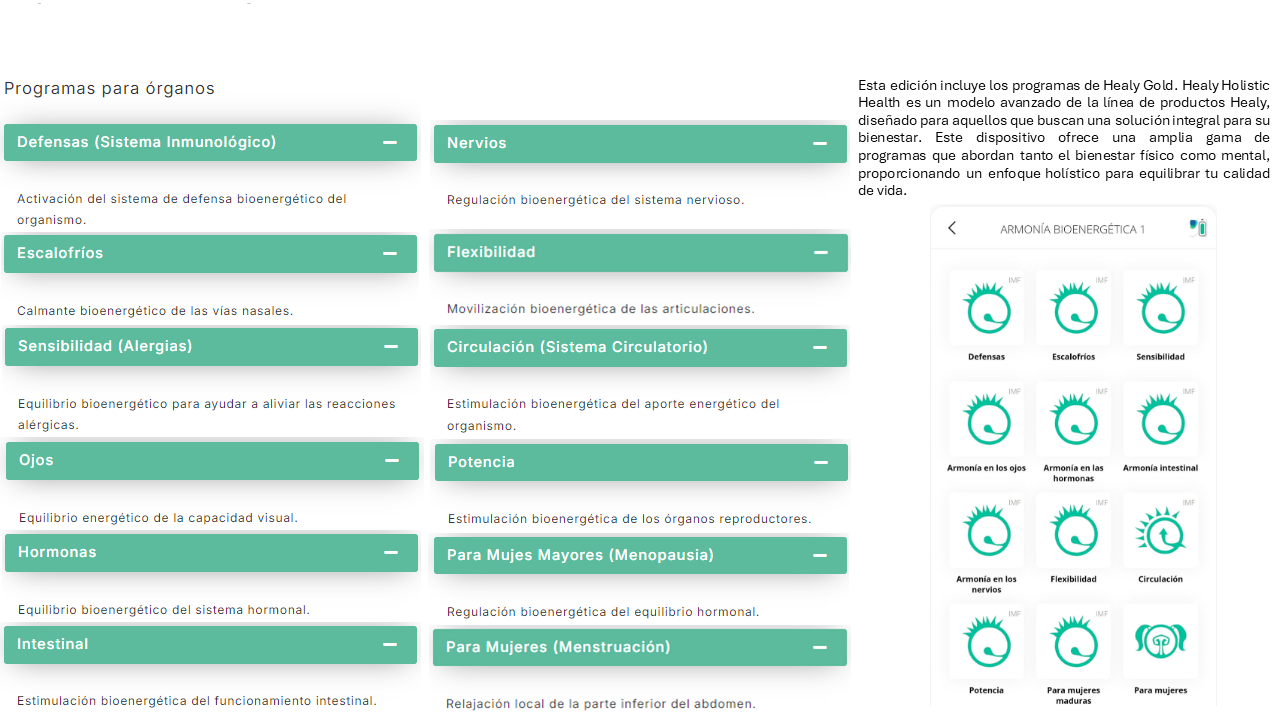 Programas para órganos
Defensas (Sistema Inmunológico)
Activación del sistema de defensa bioenergético del
organismo.
Escalofríos
Calmante bioenergético de las vías nasales.
Sensibilidad (Alergias)
Equilibrio bioenergético para ayudar a aliviar las reacciones
alérgicas.
Ojos
Equilibrio energético de la capacidad visual.
Hormonas
Equilibrio bioenergético del sistema hormonal.
Intestinal
Estimulación bioenergética del funcionamiento intestinal.
Nervios
Regulación bioenergética del sistema nervioso.
Flexibilidad
Movilización bioenergética de las articulaciones.
Circulación (Sistema Circulatorio)
Estimulación bioenergética del aporte energético del
organismo.
Potencia
Estimulación bioenergética de los órganos reproductores.
Para Mujes Mayores (Menopausia)
Regulación bioenergética del equilibrio hormonal.
Para Mujeres (Menstruación)
Relajación local de la parte inferior del abdomen.
Esta edición incluye los programas de Healy Gold. Healy Holistic
Health es un modelo avanzado de la línea de productos Healy,
diseñado para aquellos que buscan una solución integral para su
bienestar. Este dispositivo ofrece una amplia gama de
programas que abordan tanto el bienestar físico como mental,
proporcionando un enfoque holístico para equilibrar tu calidad
de vida.
ARMONÍA BIOENERGÉTICA 1
IMF IMF IMF
Defensas Escalofríos Sensibilidad
IMF IMF IMF
Armonía en los ojos Armonía en las Armonía intestinal
hormonas
IMF IMF IMF
Armonía en los Flexibilidad Circulación
nervios
IMF IMF
Potencia Para mujeres Para mujeres
maduras